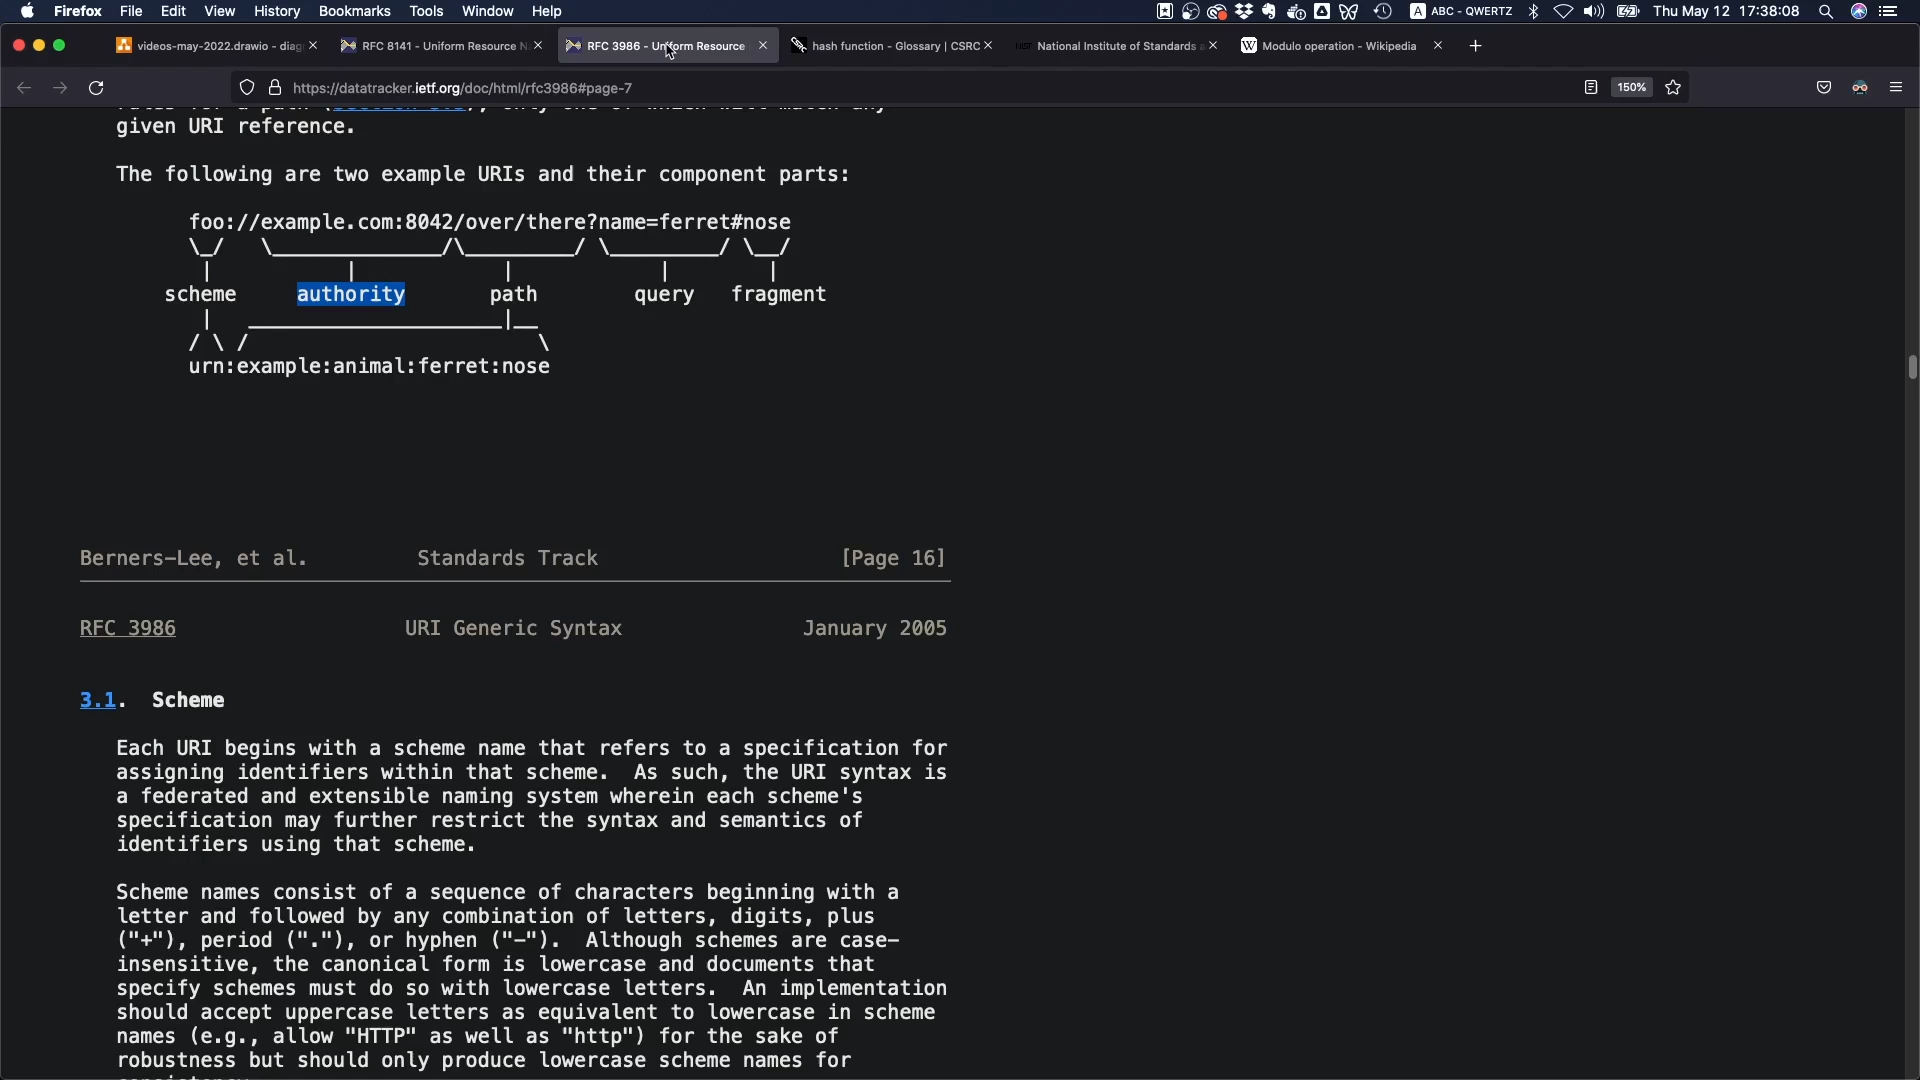 Firefox File Edit View History Bookmarks Tools Window Help
ABC - QWERTZ Thu May 12 17:38:08
videos-may-2022.drawio - diag
RFC 8141 - Uniform Resource N
RFC 3986 - Uniform Resource
hash function - Glossary | CSRC
National Institute of Standards
Modulo operation - Wikipedia
https://datatracker.ietf.org/doc/html/rfc3986#page-7
150%
given URI reference.
The following are two example URIs and their component parts:
foo://example.com:8042/over/there?name=ferret#nose
\_/   \______________/\_________/ \_________/ \__/
|           |            |            |        |
scheme     authority       path        query   fragment
|   _____________________|__
/ \ /                        \
urn:example:animal:ferret:nose
Berners-Lee, et al. Standards Track [Page 16]
RFC 3986 URI Generic Syntax January 2005
3.1. Scheme
Each URI begins with a scheme name that refers to a specification for
assigning identifiers within that scheme. As such, the URI syntax is
a federated and extensible naming system wherein each scheme's
specification may further restrict the syntax and semantics of
identifiers using that scheme.
Scheme names consist of a sequence of characters beginning with a
letter and followed by any combination of letters, digits, plus
("+"), period ("."), or hyphen ("-"). Although schemes are case-
insensitive, the canonical form is lowercase and documents that
specify schemes must do so with lowercase letters. An implementation
should accept uppercase letters as equivalent to lowercase in scheme
names (e.g., allow "HTTP" as well as "http") for the sake of
robustness but should only produce lowercase scheme names for